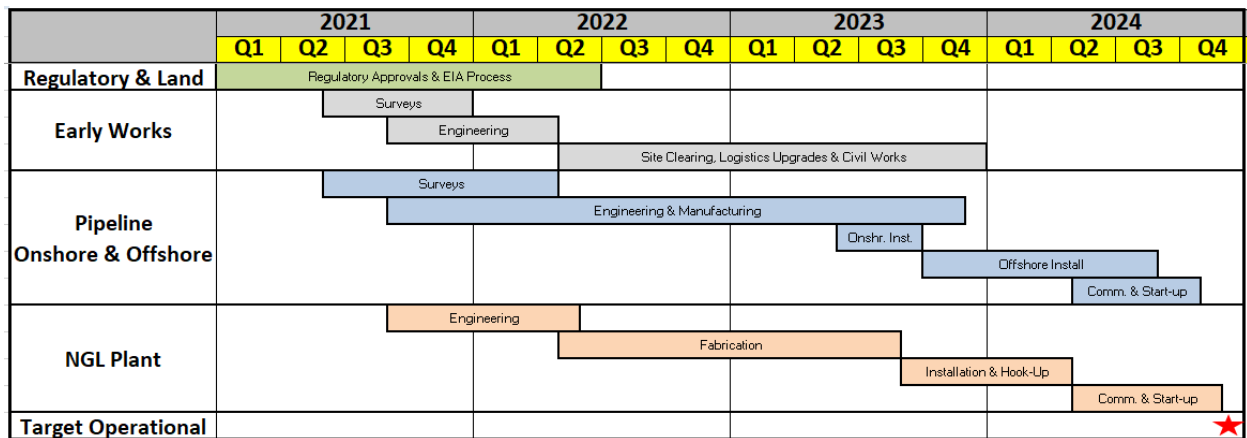 2021 2022 2023 2024
Q1 Q2 Q3 Q4 Q1 Q2 Q3 Q4 Q1 Q2 Q3 Q4 Q1 Q2 Q3 Q4
Regulatory & Land Regulatory Approvals & EIA Process
Surveys
Early Works Engineering
Site Clearing, Logistics Upgrades & Civil Works
Surveys
Pipeline Engineering & Manufacturing
Onshr. Inst.
Onshore & Offshore Offshore Install
Comm. & Start-up
Engineering
NGL Plant Fabrication
Installation & Hook-Up
Comm. & Start-up
Target Operational